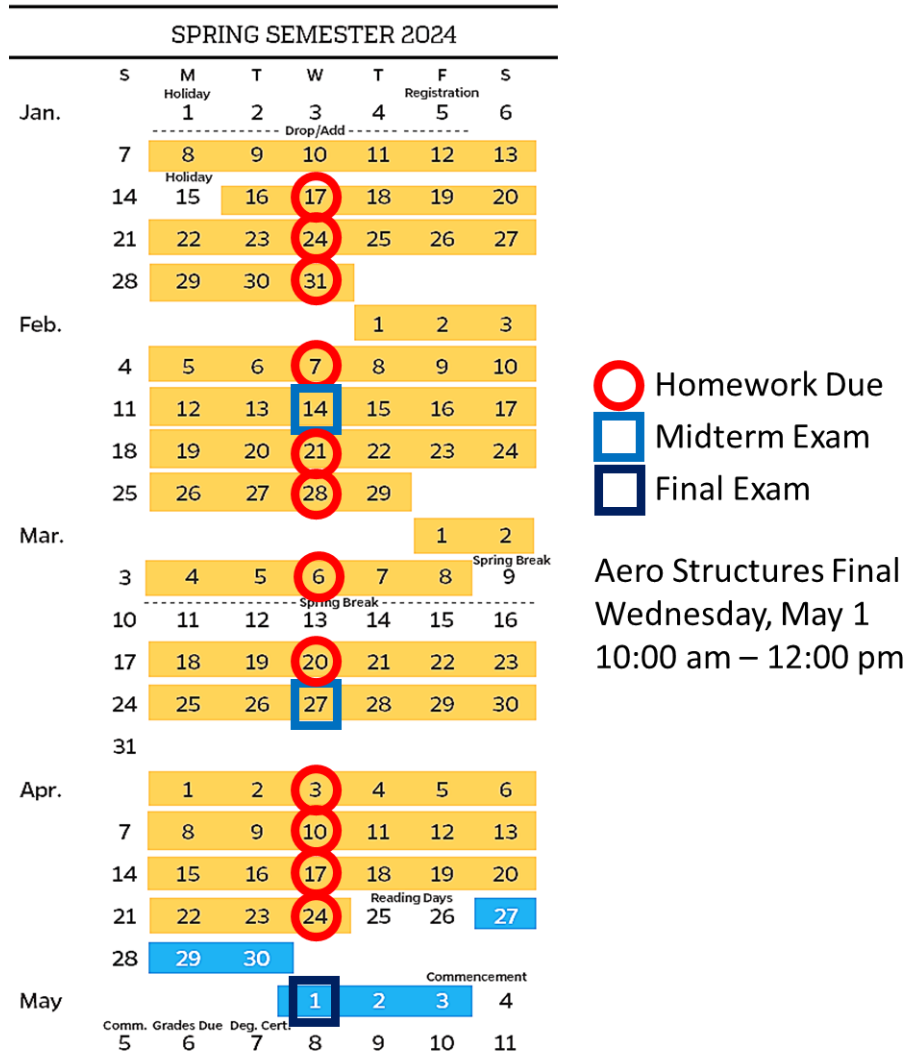 SPRING SEMESTER 2024
S M T W T F S
Holiday Registration
Jan. 1 2 3 4 5 6
Drop/Add
7 8 9 10 11 12 13
Holiday
14 15 16 17 18 19 20
21 22 23 24 25 26 27
28 29 30 31
Feb. 1 2 3
4 5 6 7 8 9 10
11 12 13 14 15 16 17
18 19 20 21 22 23 24
25 26 27 28 29
Mar. 1 2
Spring Break
3 4 5 6 7 8 9
Spring Break
10 11 12 13 14 15 16
17 18 19 20 21 22 23
24 25 26 27 28 29 30
31
Apr. 1 2 3 4 5 6
7 8 9 10 11 12 13
14 15 16 17 18 19 20
Reading Days
21 22 23 24 25 26 27
28 29 30
Commencement
May 1 2 3 4
Comm. Grades Due Deg. Cert.
5 6 7 8 9 10 11
Homework Due
Midterm Exam
Final Exam
Aero Structures Final
Wednesday, May 1
10:00 am – 12:00 pm